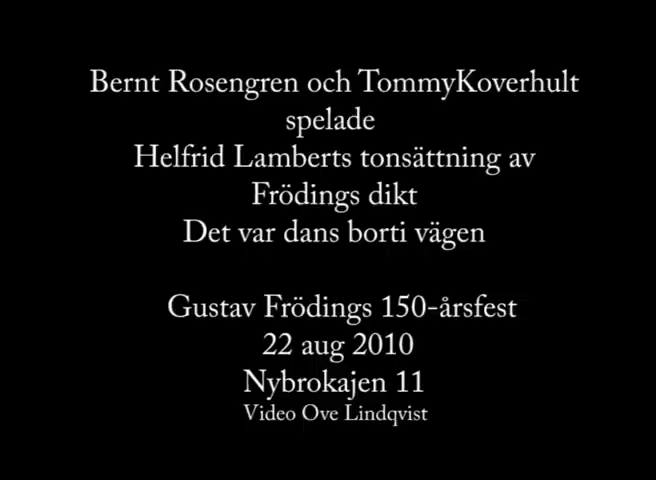 Bernt Rosengren och TommyKoverhult
spelade
Helfrid Lamberts tonsättning av
Frödings dikt
Det var dans borti vägen
Gustav Frödings 150-årsfest
22 aug 2010
Nybrokajen 11
Video Ove Lindqvist